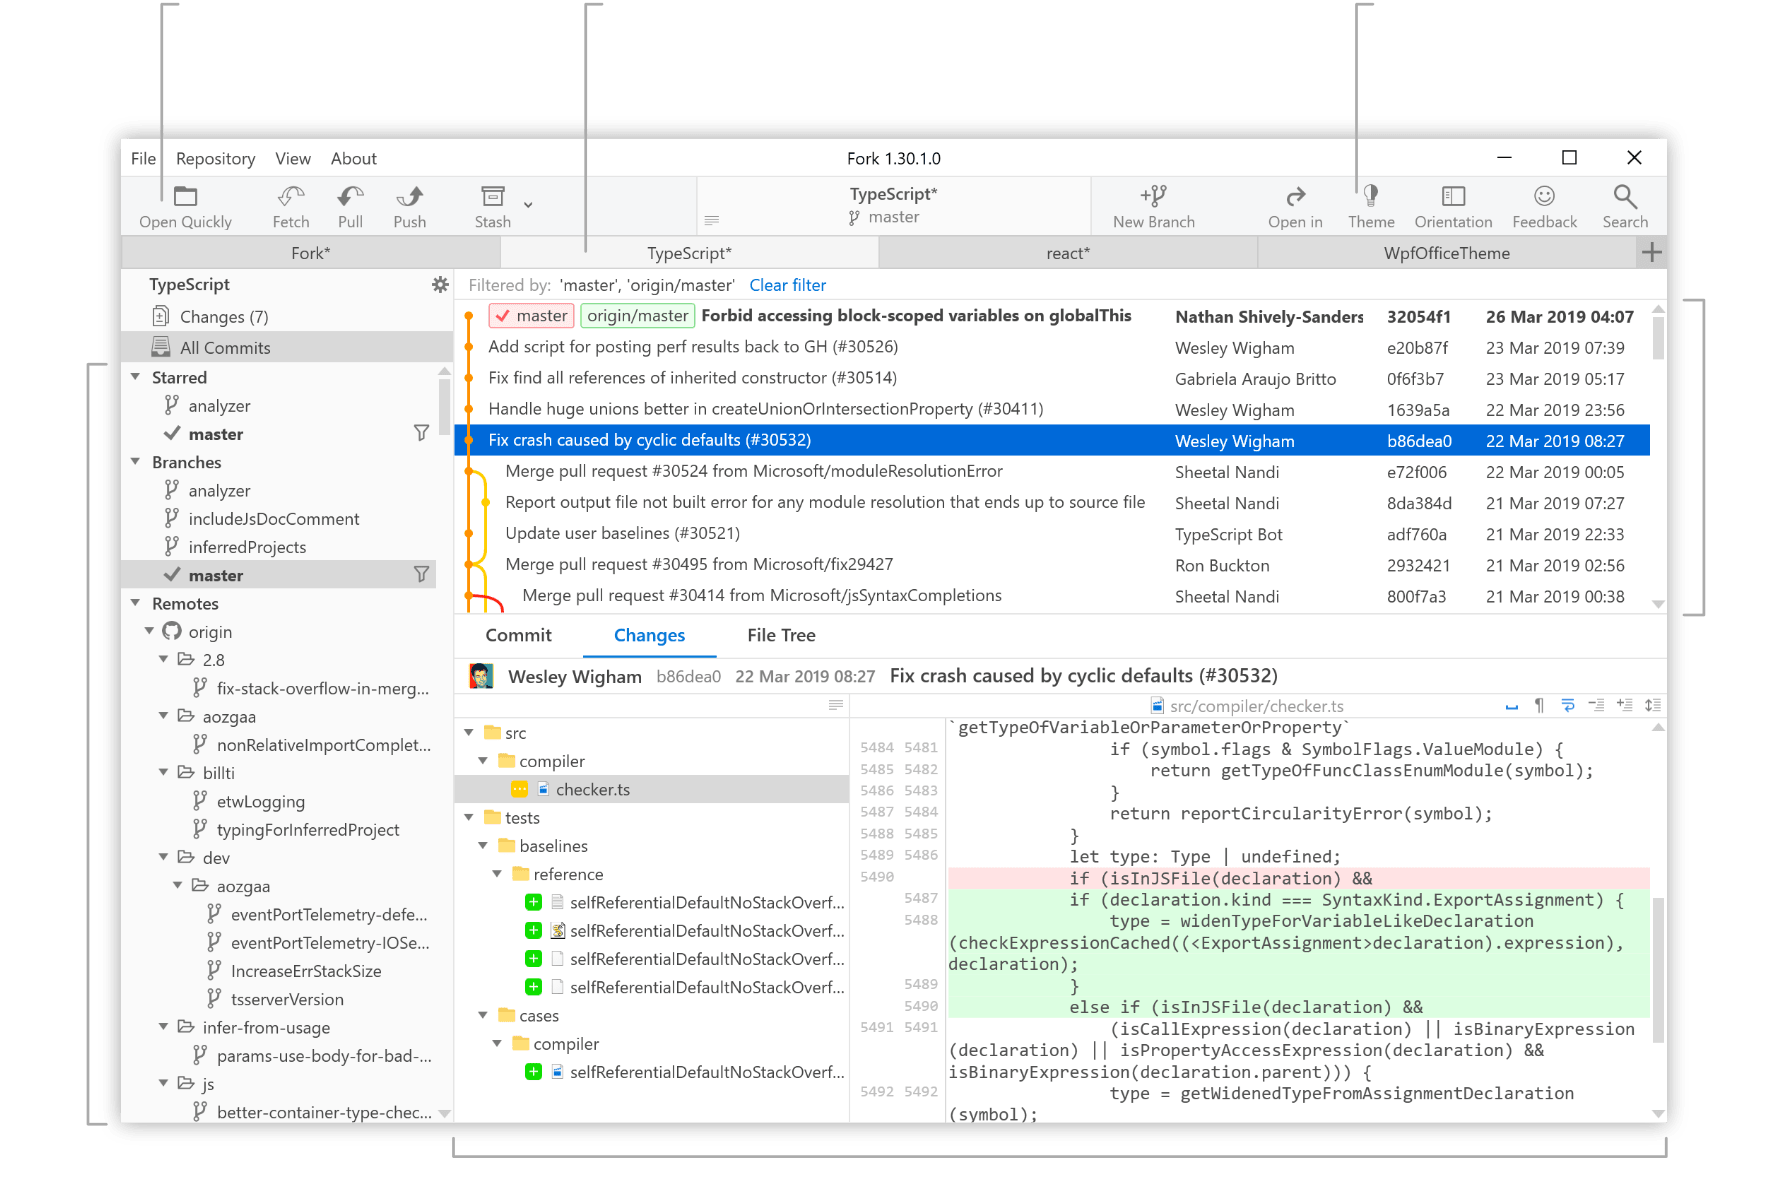 File Repository View About Fork 1.30.1.0
Open Quickly Fetch Pull Push Stash TypeScript* master New Branch Open in Theme Orientation Feedback Search
Fork* TypeScript* react* WpfOfficeTheme
TypeScript
Changes (7)
All Commits
Starred
analyzer
master
Branches
analyzer
includeJsDocComment
inferredProjects
master
Remotes
origin
2.8
fix-stack-overflow-in-merg...
aozgaa
nonRelativeImportComplet...
billti
etwLogging
typingForInferredProject
dev
aozgaa
eventPortTelemetry-defe...
eventPortTelemetry-IOSe...
IncreaseErrStackSize
tsserverVersion
infer-from-usage
params-use-body-for-bad-...
js
better-container-type-chec...
Filtered by: 'master', 'origin/master' Clear filter
master origin/master Forbid accessing block-scoped variables on globalThis Nathan Shively-Sanders 32054f1 26 Mar 2019 04:07
Add script for posting perf results back to GH (#30526) Wesley Wigham e20b87f 23 Mar 2019 07:39
Fix find all references of inherited constructor (#30514) Gabriela Araujo Britto 0f6f3b7 23 Mar 2019 05:17
Handle huge unions better in createUnionOrIntersectionProperty (#30411) Wesley Wigham 1639a5a 22 Mar 2019 23:56
Fix crash caused by cyclic defaults (#30532) Wesley Wigham b86dea0 22 Mar 2019 08:27
Merge pull request #30524 from Microsoft/moduleResolutionError Sheetal Nandi e72f006 22 Mar 2019 00:05
Report output file not built error for any module resolution that ends up to source file Sheetal Nandi 8da384d 21 Mar 2019 07:27
Update user baselines (#30521) TypeScript Bot adf760a 21 Mar 2019 22:33
Merge pull request #30495 from Microsoft/fix29427 Ron Buckton 2932421 21 Mar 2019 02:56
Merge pull request #30414 from Microsoft/jsSyntaxCompletions Sheetal Nandi 800f7a3 21 Mar 2019 00:38
Commit Changes File Tree
Wesley Wigham b86dea0 22 Mar 2019 08:27 Fix crash caused by cyclic defaults (#30532)
src
compiler
checker.ts
tests
baselines
reference
selfReferentialDefaultNoStackOverf...
selfReferentialDefaultNoStackOverf...
selfReferentialDefaultNoStackOverf...
selfReferentialDefaultNoStackOverf...
cases
compiler
selfReferentialDefaultNoStackOverf...
src/compiler/checker.ts
`getTypeOfVariableOrParameterOrProperty`
5484 5481 if (symbol.flags & SymbolFlags.ValueModule) {
5485 5482 return getTypeOfFuncClassEnumModule(symbol);
5486 5483 }
5487 5484 return reportCircularityError(symbol);
5488 5485 }
5489 5486 let type: Type | undefined;
5490 if (isInJSFile(declaration) &&
5487 if (declaration.kind === SyntaxKind.ExportAssignment) {
5488 type = widenTypeForVariableLikeDeclaration
(checkExpressionCached((<ExportAssignment>declaration).expression),
declaration);
5489 }
5490 else if (isInJSFile(declaration) &&
5491 5491 (isCallExpression(declaration) || isBinaryExpression
(declaration) || isPropertyAccessExpression(declaration) &&
isBinaryExpression(declaration.parent))) {
5492 5492 type = getWidenedTypeFromAssignmentDeclaration
(symbol);